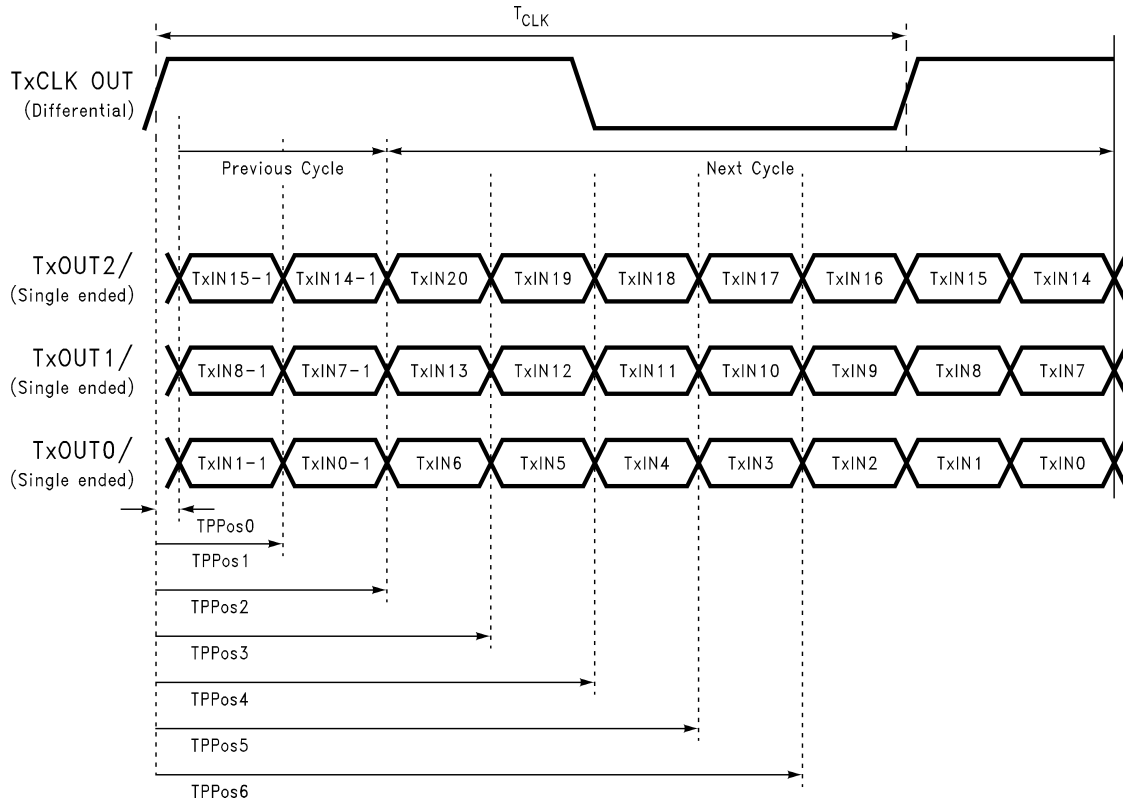 TCLK
TxCLK OUT
(Differential)
Previous Cycle
Next Cycle
TxOUT2/
(Single ended)
TxIN15-1 TxIN14-1 TxIN20 TxIN19 TxIN18 TxIN17 TxIN16 TxIN15 TxIN14
TxOUT1/
(Single ended)
TxIN8-1 TxIN7-1 TxIN13 TxIN12 TxIN11 TxIN10 TxIN9 TxIN8 TxIN7
TxOUT0/
(Single ended)
TxIN1-1 TxIN0-1 TxIN6 TxIN5 TxIN4 TxIN3 TxIN2 TxIN1 TxIN0
TPPos0
TPPos1
TPPos2
TPPos3
TPPos4
TPPos5
TPPos6